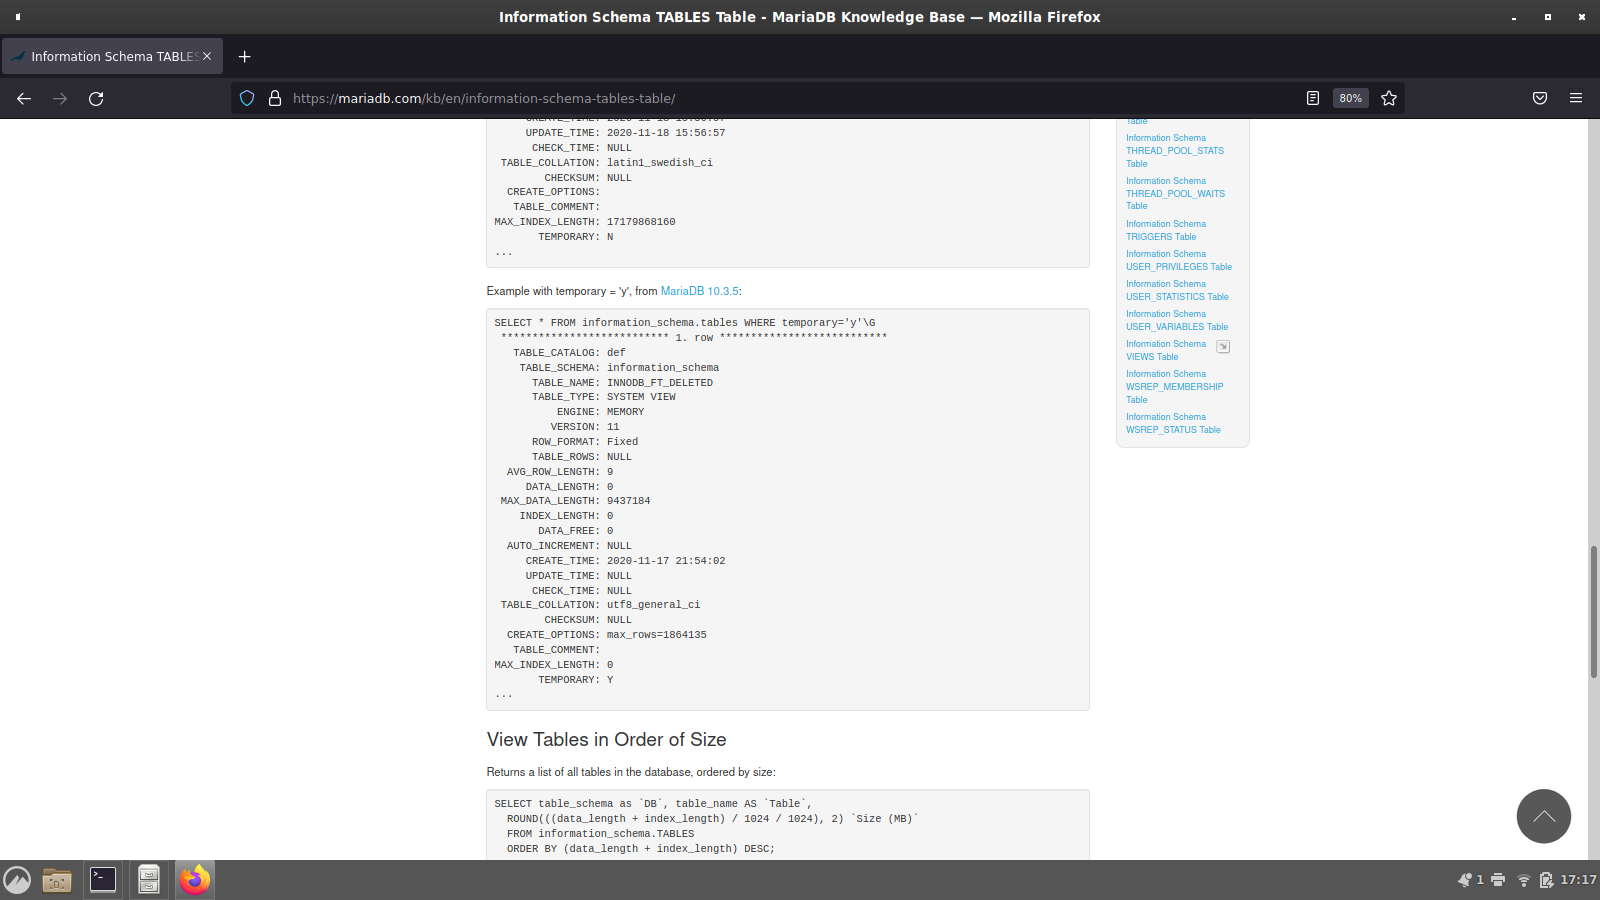 Information Schema TABLES Table - MariaDB Knowledge Base — Mozilla Firefox
Information Schema TABLES
https://mariadb.com/kb/en/information-schema-tables-table/
80%
UPDATE_TIME: 2020-11-18 15:56:57
CHECK_TIME: NULL
TABLE_COLLATION: latin1_swedish_ci
CHECKSUM: NULL
CREATE_OPTIONS:
TABLE_COMMENT:
MAX_INDEX_LENGTH: 17179868160
TEMPORARY: N
...
Example with temporary = 'y', from MariaDB 10.3.5:
SELECT * FROM information_schema.tables WHERE temporary='y'\G
*************************** 1. row ***************************
TABLE_CATALOG: def
TABLE_SCHEMA: information_schema
TABLE_NAME: INNODB_FT_DELETED
TABLE_TYPE: SYSTEM VIEW
ENGINE: MEMORY
VERSION: 11
ROW_FORMAT: Fixed
TABLE_ROWS: NULL
AVG_ROW_LENGTH: 9
DATA_LENGTH: 0
MAX_DATA_LENGTH: 9437184
INDEX_LENGTH: 0
DATA_FREE: 0
AUTO_INCREMENT: NULL
CREATE_TIME: 2020-11-17 21:54:02
UPDATE_TIME: NULL
CHECK_TIME: NULL
TABLE_COLLATION: utf8_general_ci
CHECKSUM: NULL
CREATE_OPTIONS: max_rows=1864135
TABLE_COMMENT:
MAX_INDEX_LENGTH: 0
TEMPORARY: Y
...
View Tables in Order of Size
Returns a list of all tables in the database, ordered by size:
SELECT table_schema as `DB`, table_name AS `Table`,
ROUND(((data_length + index_length) / 1024 / 1024), 2) `Size (MB)`
FROM information_schema.TABLES
ORDER BY (data_length + index_length) DESC;
Table
Information Schema
THREAD_POOL_STATS
Table
Information Schema
THREAD_POOL_WAITS
Table
Information Schema
TRIGGERS Table
Information Schema
USER_PRIVILEGES Table
Information Schema
USER_STATISTICS Table
Information Schema
USER_VARIABLES Table
Information Schema
VIEWS Table
Information Schema
WSREP_MEMBERSHIP
Table
Information Schema
WSREP_STATUS Table
1
17:17